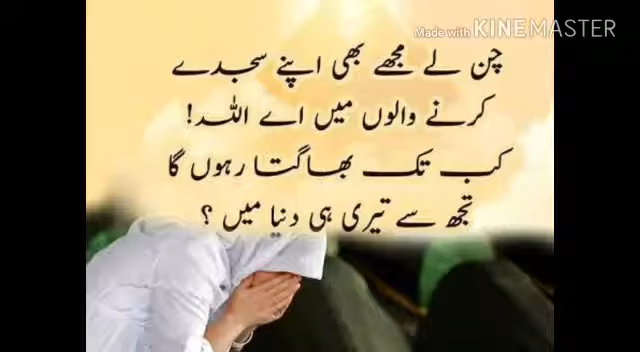 Made with KINEMASTER
چن لے مجھے بھی اپنے سجدے
کرنے والوں میں اے اللہ!
کب تک بھاگتا رہوں گا
تجھ سے تیری ہی دنیا میں ؟